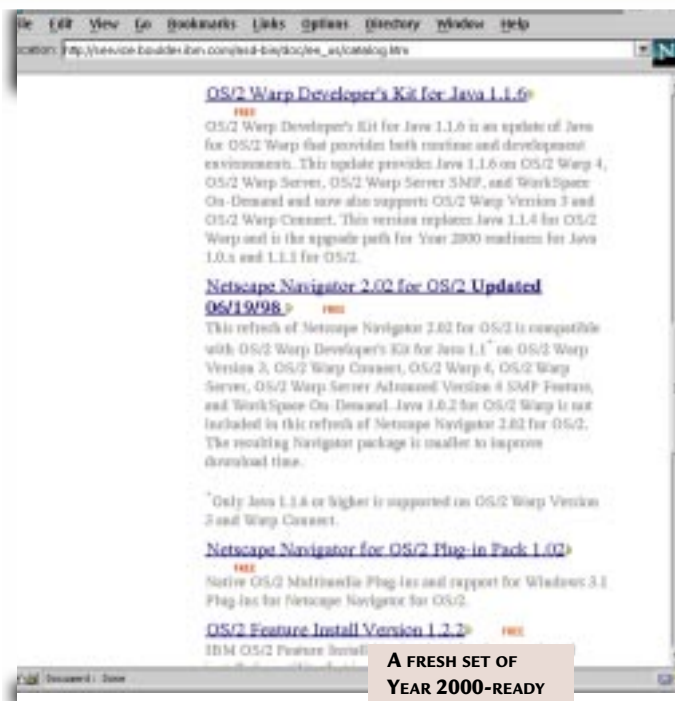 ile Edit View Go Bookmarks Links Options Directory Window Help
ocation: http://service.boulder.ibm.com/asd-bin/doc/en_us/catalog.htm
OS/2 Warp Developer's Kit for Java 1.1.6
FREE
OS/2 Warp Developer's Kit for Java 1.1.6 is an update of Java
for OS/2 Warp that provides both runtime and development
environments. This update provides Java 1.1.6 on OS/2 Warp 4,
OS/2 Warp Server, OS/2 Warp Server SMP, and WorkSpace
On-Demand and now also supports OS/2 Warp Version 3 and
OS/2 Warp Connect. This version replaces Java 1.1.4 for OS/2
Warp and is the upgrade path for Year 2000 readiness for Java
1.0.x and 1.1.1 for OS/2.
Netscape Navigator 2.02 for OS/2 Updated
06/19/98 FREE
This refresh of Netscape Navigator 2.02 for OS/2 is compatible
with OS/2 Warp Developer's Kit for Java 1.1* on OS/2 Warp
Version 3, OS/2 Warp Connect, OS/2 Warp 4, OS/2 Warp
Server, OS/2 Warp Server Advanced Version 4 SMP Feature,
and WorkSpace On-Demand. Java 1.0.2 for OS/2 Warp is not
included in this refresh of Netscape Navigator 2.02 for OS/2.
The resulting Navigator package is smaller to improve
download time.
*Only Java 1.1.6 or higher is supported on OS/2 Warp Version
3 and Warp Connect.
Netscape Navigator for OS/2 Plug-in Pack 1.02
FREE
Native OS/2 Multimedia Plug-ins and support for Windows 3.1
Plug-ins for Netscape Navigator for OS/2.
OS/2 Feature Install Version 1.2.2 FREE
IBM OS/2 Feature Install
Document: Done
A FRESH SET OF
YEAR 2000-READY